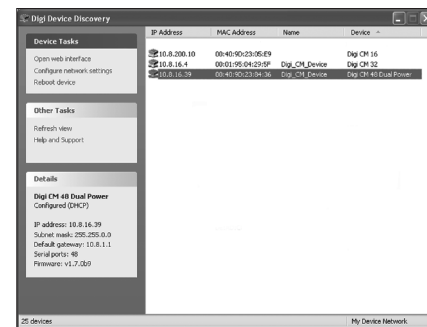 Digi Device Discovery
Device Tasks
Open web interface
Configure network settings
Reboot device
Other Tasks
Refresh view
Help and Support
Details
Digi CM 48 Dual Power
Configured (DHCP)
IP address: 10.8.16.39
Subnet mask: 255.255.0.0
Default gateway: 10.8.1.1
Serial ports: 48
Firmware: v1.7.0b9
IP Address MAC Address Name Device
10.8.200.10 00:40:9D:23:05:E9 Digi CM 16
10.8.16.4 00:01:95:04:29:5F Digi_CM_Device Digi CM 32
10.8.16.39 00:40:9D:23:84:36 Digi_CM_Device Digi CM 48 Dual Power
25 devices My Device Network